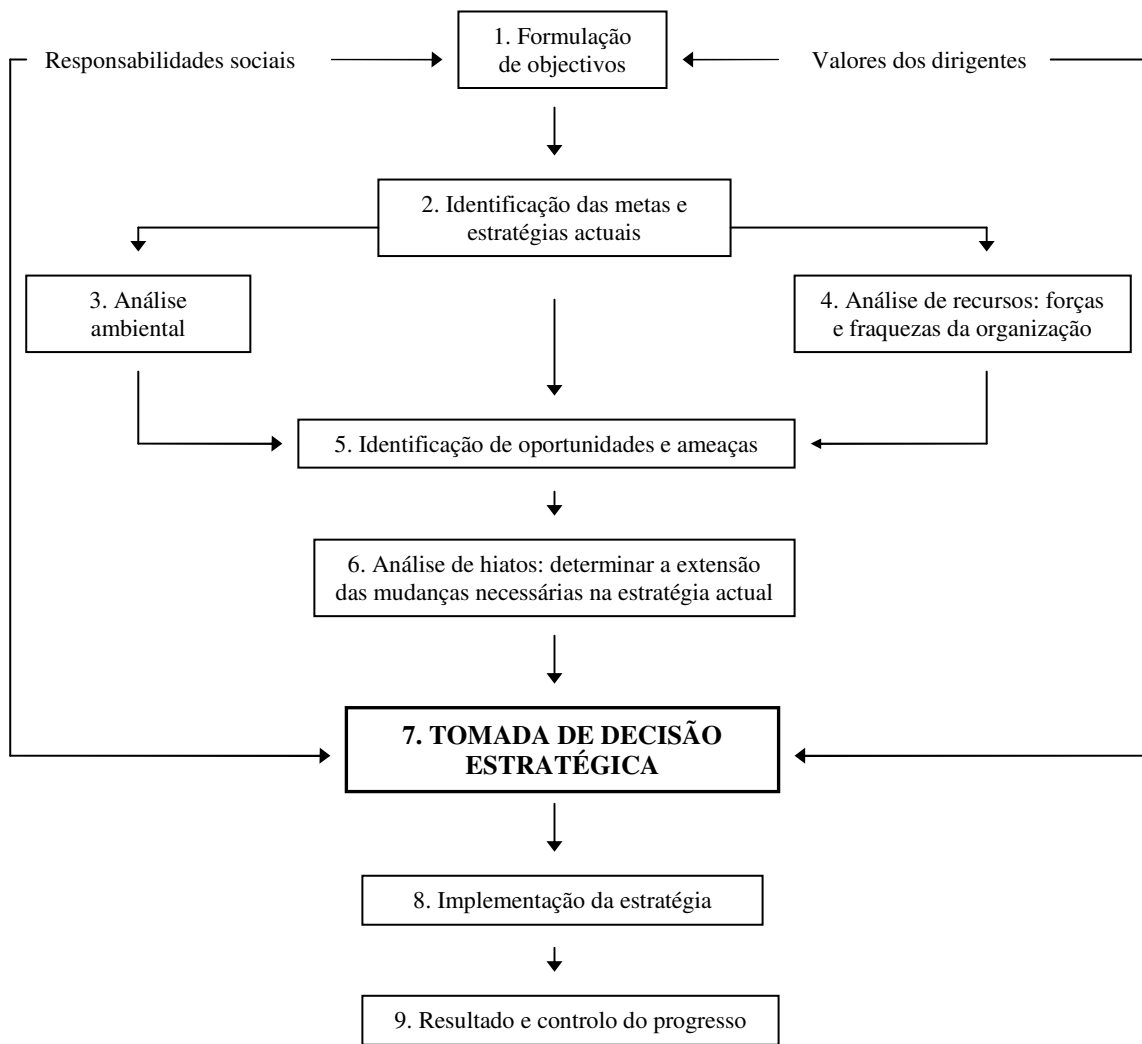 1. Formulação
de objectivos
Responsabilidades sociais
Valores dos dirigentes
2. Identificação das metas e
estratégias actuais
3. Análise
ambiental
4. Análise de recursos: forças
e fraquezas da organização
5. Identificação de oportunidades e ameaças
6. Análise de hiatos: determinar a extensão
das mudanças necessárias na estratégia actual
7. TOMADA DE DECISÃO
ESTRATÉGICA
8. Implementação da estratégia
9. Resultado e controlo do progresso